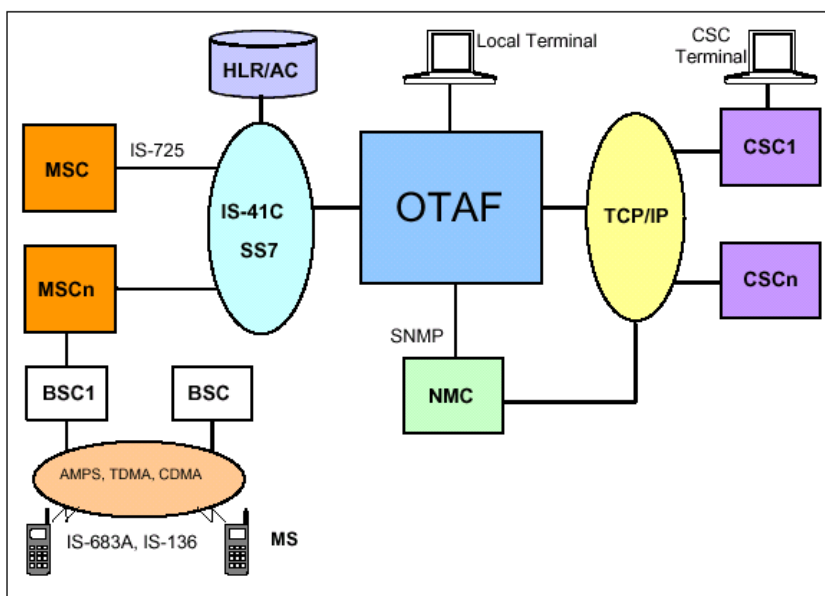 HLR/AC
Local Terminal
CSC
Terminal
MSC
IS-725
IS-41C
SS7
OTAF
TCP/IP
CSC1
MSCn
CSCn
SNMP
BSC1
BSC
NMC
AMPS, TDMA, CDMA
IS-683A, IS-136
MS